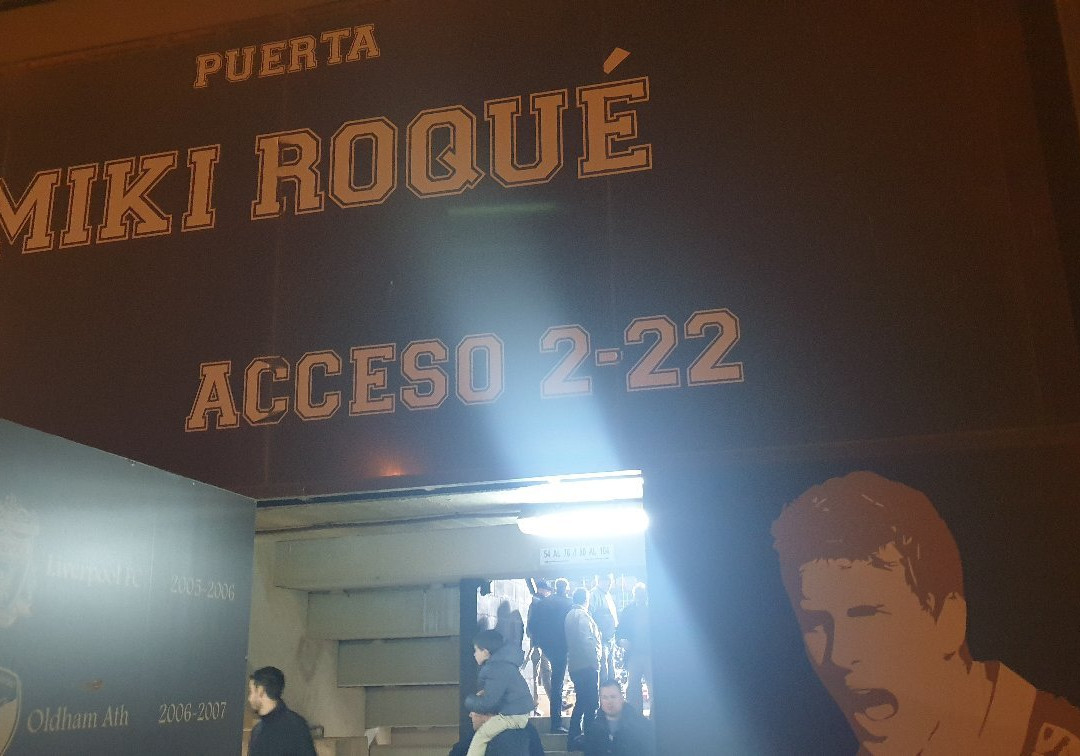 PUERTA
MIKI ROQUÉ
ACCESO 2-22
Liverpool Fc 2005-2006
Oldham Ath 2006-2007